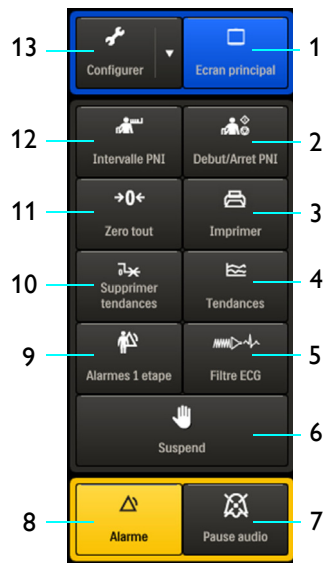 13
Configurer
Ecran principal
1
12
Intervalle PNI
Debut/Arret PNI
2
11
→0←
Zero tout
Imprimer
3
10
Supprimer
tendances
Tendances
4
9
Alarmes 1 etape
Filtre ECG
5
Suspend
6
8
Alarme
Pause audio
7